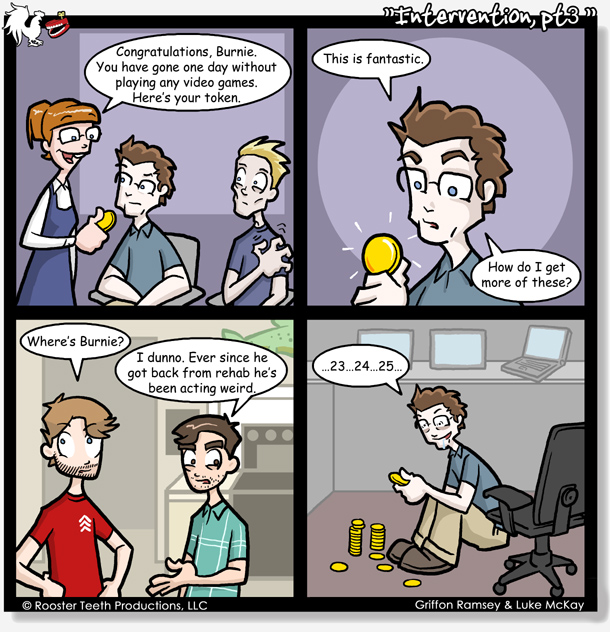 "Intervention, pt3"
Congratulations, Burnie.
You have gone one day without
playing any video games.
Here's your token.
This is fantastic.
How do I get
more of these?
Where's Burnie?
I dunno. Ever since he
got back from rehab he's
been acting weird.
...23...24...25...
© Rooster Teeth Productions, LLC
Griffon Ramsey & Luke McKay